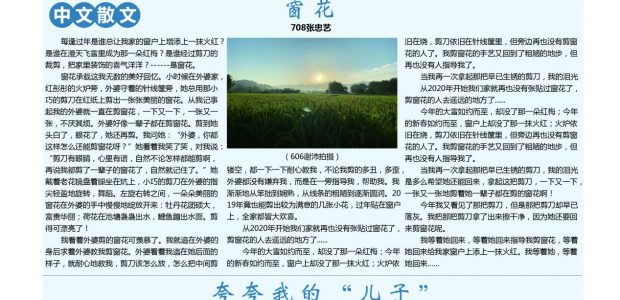 中文散文
窗花
708张忠艺
每逢过年是谁总让我家的窗户上增添上一抹火红？
是谁在漫天飞雪里成为那一朵红梅？是谁经过剪刀的
裁剪，把家里装饰的喜气洋洋？------是窗花。
窗花承载这我无数的美好回忆。小时候在外婆家，
红彤彤的火炉旁，外婆守着的针线筐里，她总用那小
巧的剪刀在红纸上剪出一张张美丽的窗花。从我记事
起我的外婆就一直在剪窗花，一下又一下，一张又一
张，不厌其烦。外婆好像一辈子都在剪窗花。剪到她
头白了，眼花了，她还再剪。我问她：“外婆，你都
这样怎么还能剪窗花呀？”她看着我笑了笑，对我说：
“剪刀有眼睛，心里有谱，自然不论怎样都能剪啊，
再说我都剪了一辈子的窗花了，自然就记住了。”她
戴着老花镜盘着腿坐在炕上，小巧的剪刀在外婆的指
尖轻盈地旋转，舞蹈。左旋右转之间，一朵朵美丽的
窗花在外婆的手中慢慢地绽放开来：牡丹花团硕大，
富贵华丽；荷花在池塘袅袅出水，鲤鱼蹦出水面。剪
得可漂亮了！
我看着外婆剪的窗花可羡慕了。我就追在外婆的
身后求着外婆教我剪窗花。外婆看着我追在她后面的
样子，就耐心地教我，剪刀该怎么放，怎么把中间剪
（606谢沛拍摄）
镂空，都一下一下耐心教我，不论我剪的多丑，多歪
外婆都没有嫌弃我，而是在一旁指导我，帮助我。我
渐渐地从笨拙到娴熟，从线条的粗陋到逐渐圆润。20
19年竟也能剪出较为满意的几张小花，过年贴在窗户
上，全家都皆大欢喜。
从2020年开始我们家就再也没有张贴过窗花了，
剪窗花的人去遥远的地方了……
今年的大雪如约而至，却没了那一朵红梅；今年
的新春如约而至，窗户上却没了那一抹火红；火炉依
旧在烧，剪刀依旧在针线筐里，但旁边再也没有剪窗
花的人了。我剪窗花的手艺又回到了粗陋的地步，但
再也没有人指导我了。
当我再一次拿起那把早已生锈的剪刀，我的泪光
从2020年开始我们家就再也没有张贴过窗花了，
剪窗花的人去遥远的地方了……
今年的大雪如约而至，却没了那一朵红梅；今年
的新春如约而至，窗户上却没了那一抹火红；火炉依
旧在烧，剪刀依旧在针线筐里，但旁边再也没有剪窗
花的人了。我剪窗花的手艺又回到了粗陋的地步，但
再也没有人指导我了。
当我再一次拿起那把早已生锈的剪刀，我的泪光
是多么希望她还能回来，拿起这把剪刀，一下又一下，
一张又一张地剪着她一辈子都在剪的窗花啊！
今年我又看见了那把剪刀，但是那把剪刀却早已
落灰。我把那把剪刀拿了出来擦干净，因为她还要回
来剪窗花呢。
我等着她回来，等着她回来指导我剪窗花，等着
她回来给我家窗户上贴上一抹火红。我等着她，等着
她回来……
夸夸我的“儿子”